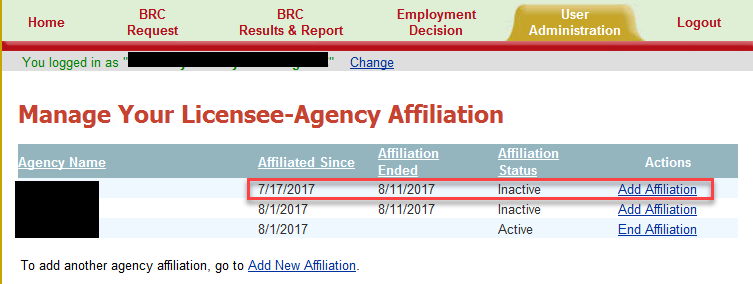 Home BRC Request BRC Results & Report Employment Decision User Administration Logout
You logged in as " " Change
Manage Your Licensee-Agency Affiliation
Agency Name Affiliated Since Affiliation Ended Affiliation Status Actions
7/17/2017 8/11/2017 Inactive Add Affiliation
8/1/2017 8/11/2017 Inactive Add Affiliation
8/1/2017 Active End Affiliation
To add another agency affiliation, go to Add New Affiliation.